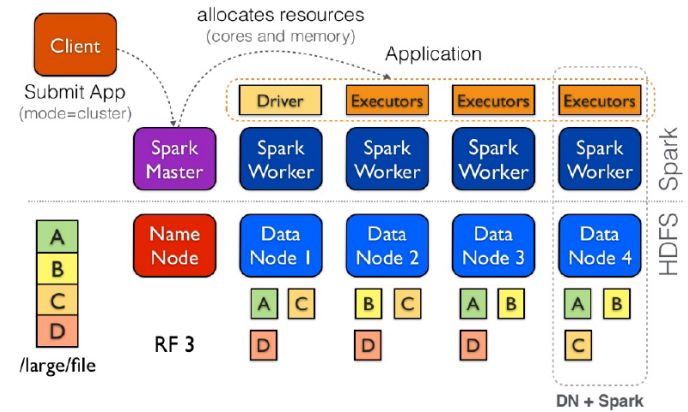 allocates resources
(cores and memory)
Client
Application
Submit App
(mode=cluster)
Driver
Executors
Executors
Executors
Spark
Master
Spark
Worker
Spark
Worker
Spark
Worker
Spark
Worker
Spark
HDFS
A
B
C
D
/large/file
Name
Node
Data
Node 1
Data
Node 2
Data
Node 3
Data
Node 4
RF 3
A C
D
B C
D
A B
D
A B
C
DN + Spark